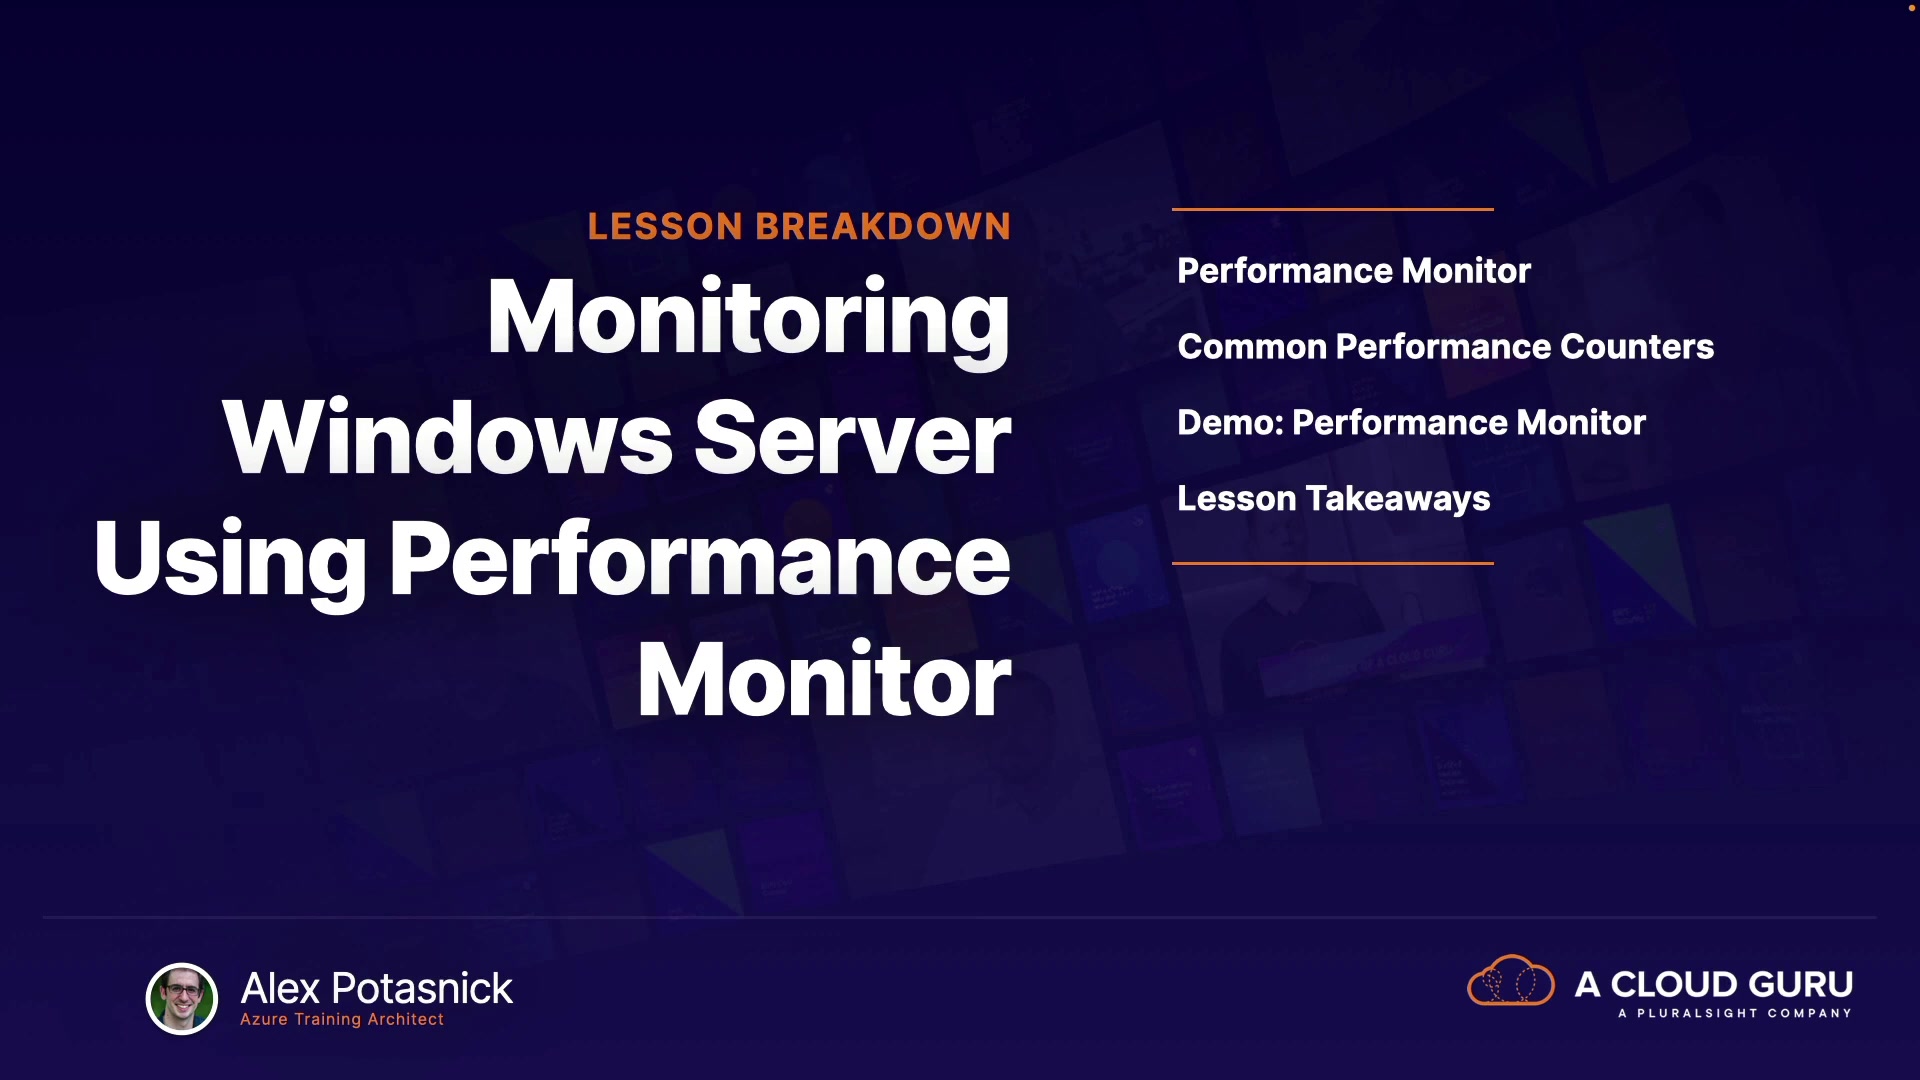 LESSON BREAKDOWN
Monitoring
Windows Server
Using Performance
Monitor
Performance Monitor
Common Performance Counters
Demo: Performance Monitor
Lesson Takeaways
Alex Potasnick
Azure Training Architect
A CLOUD GURU
A PLURALSIGHT COMPANY